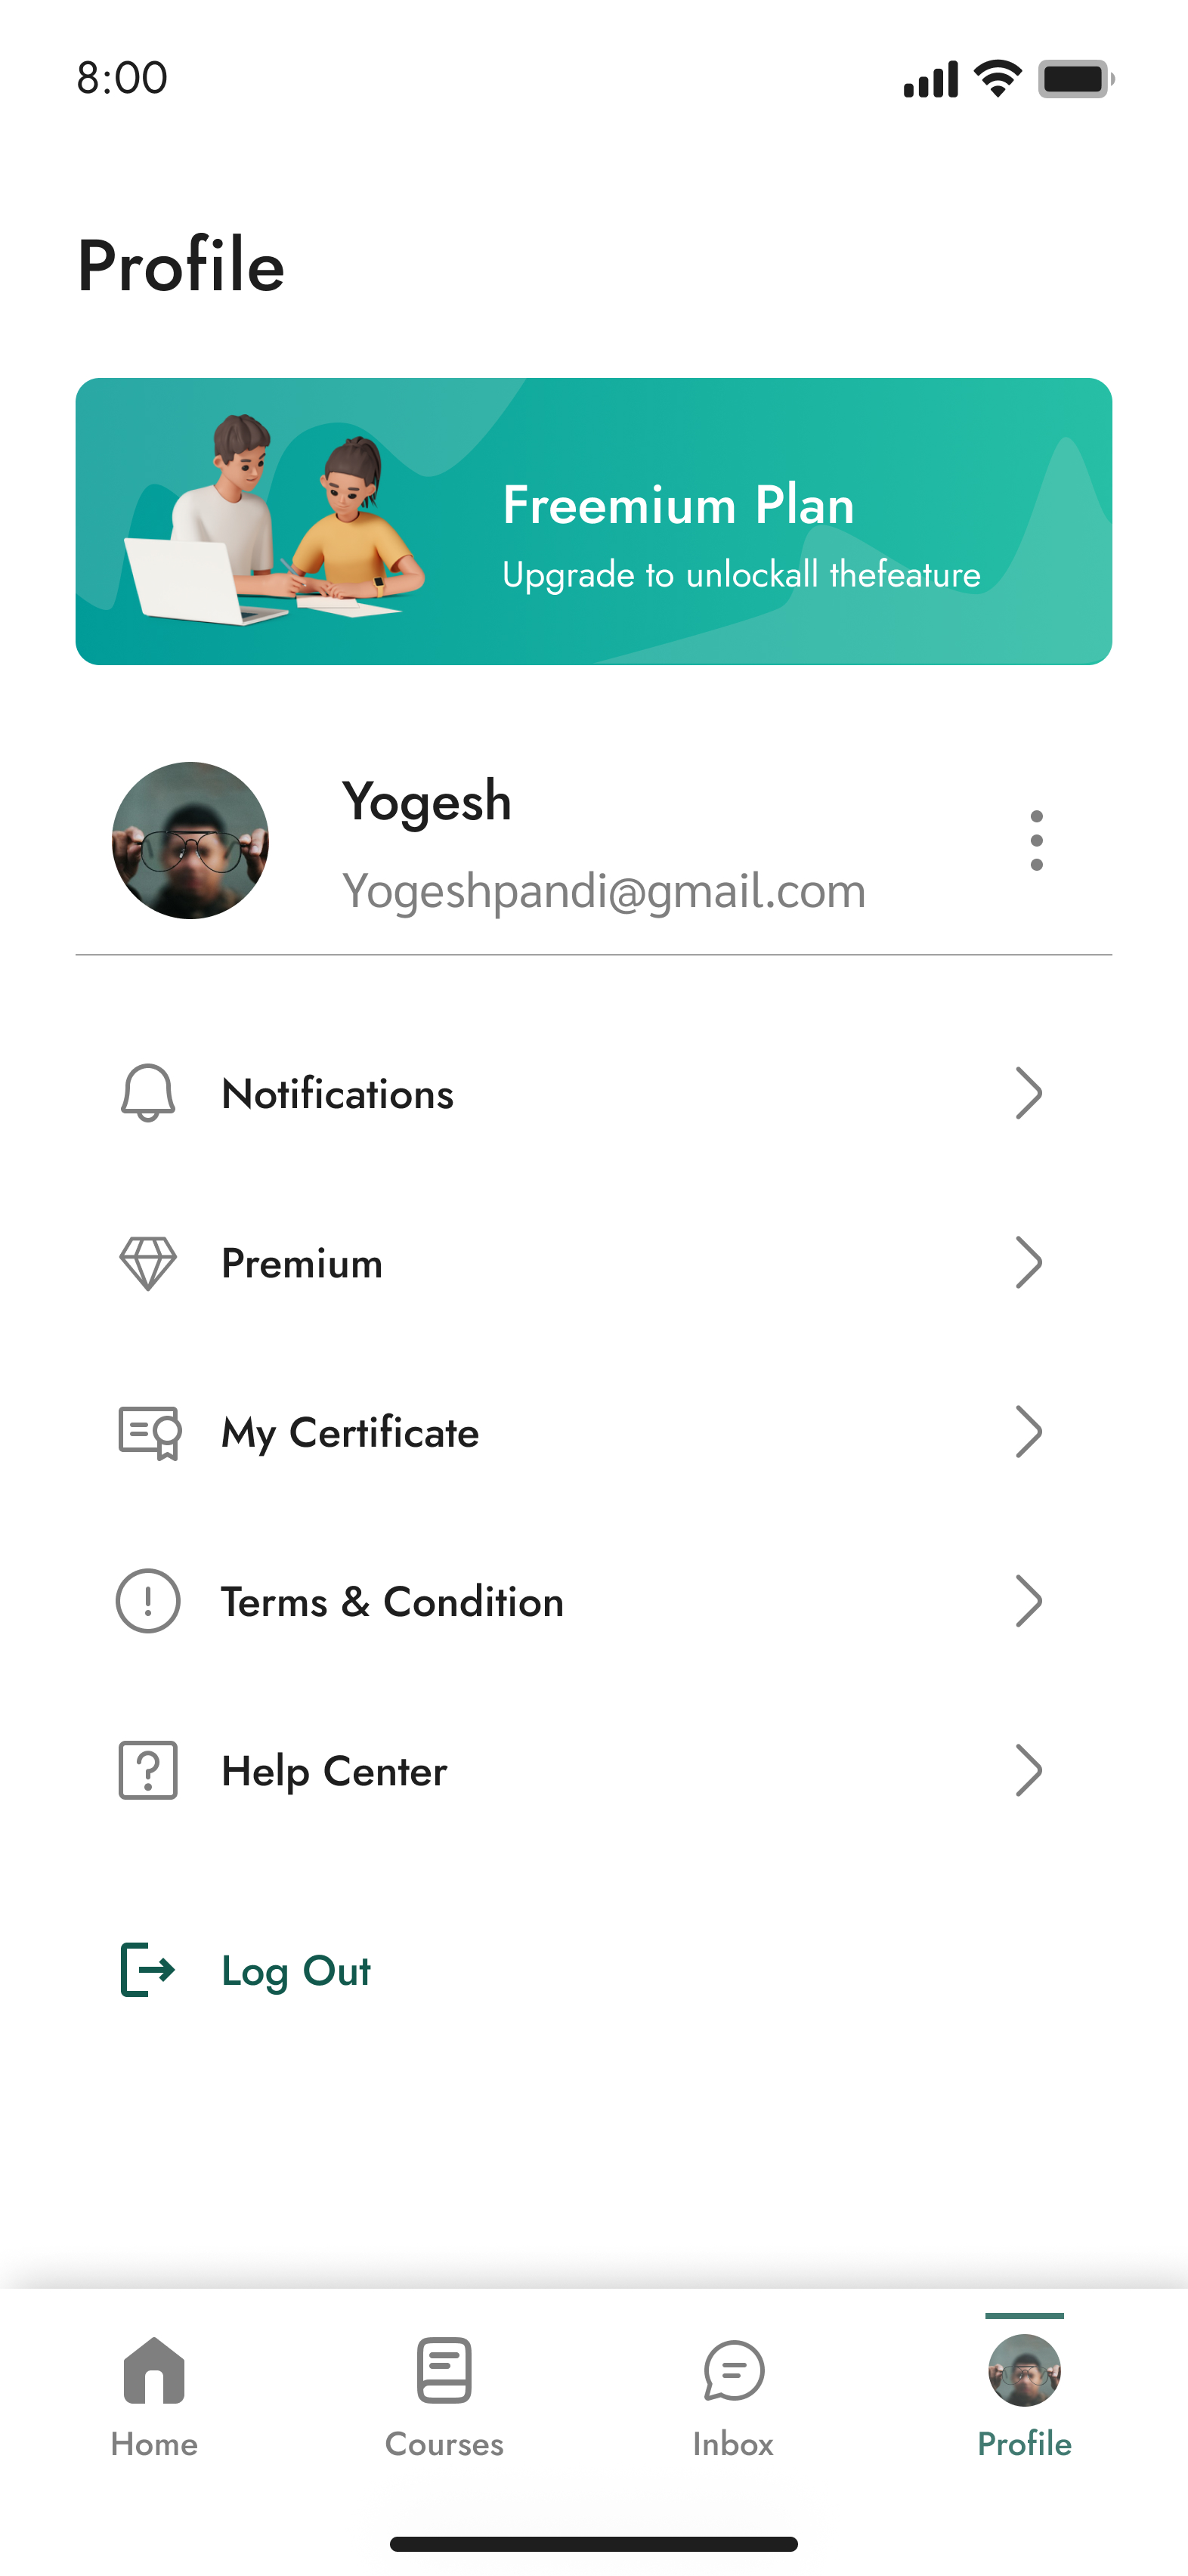 8:00
Profile
Freemium Plan
Upgrade to unlockall thefeature
Yogesh
Yogeshpandi@gmail.com
Notifications
Premium
My Certificate
Terms & Condition
Help Center
Log Out
Home
Courses
Inbox
Profile